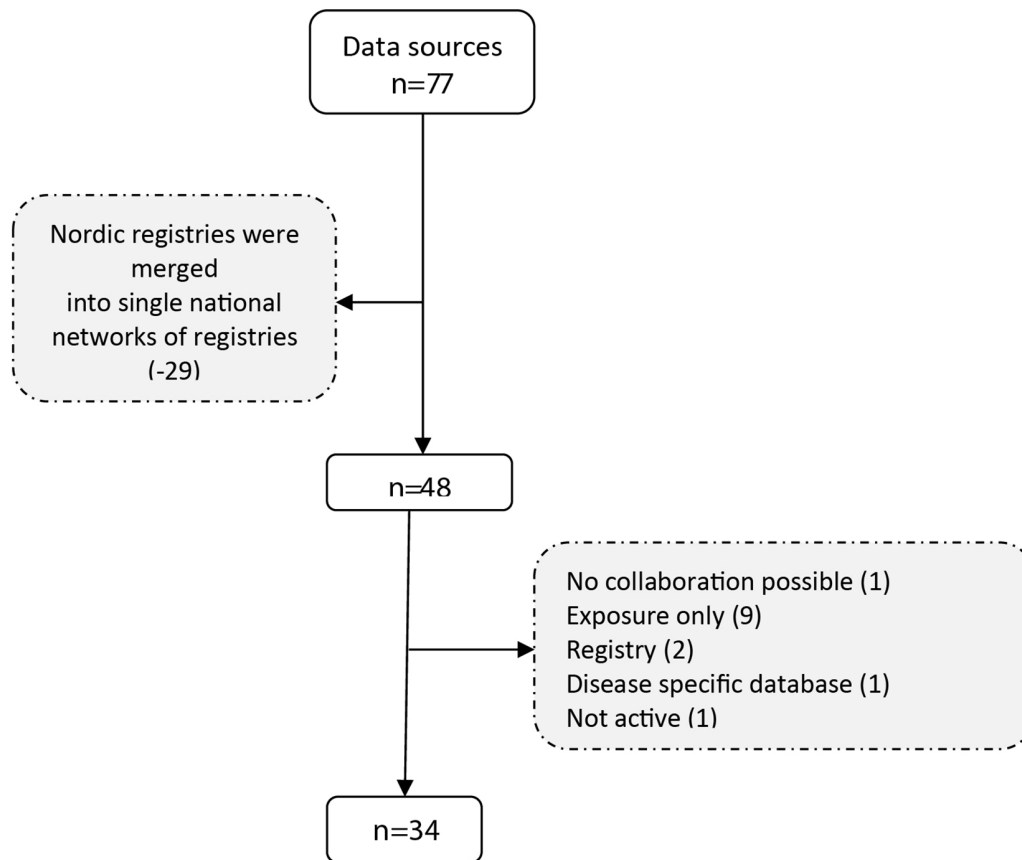 Data sources
n=77
Nordic registries were
merged
into single national
networks of registries
(-29)
n=48
No collaboration possible (1)
Exposure only (9)
Registry (2)
Disease specific database (1)
Not active (1)
n=34